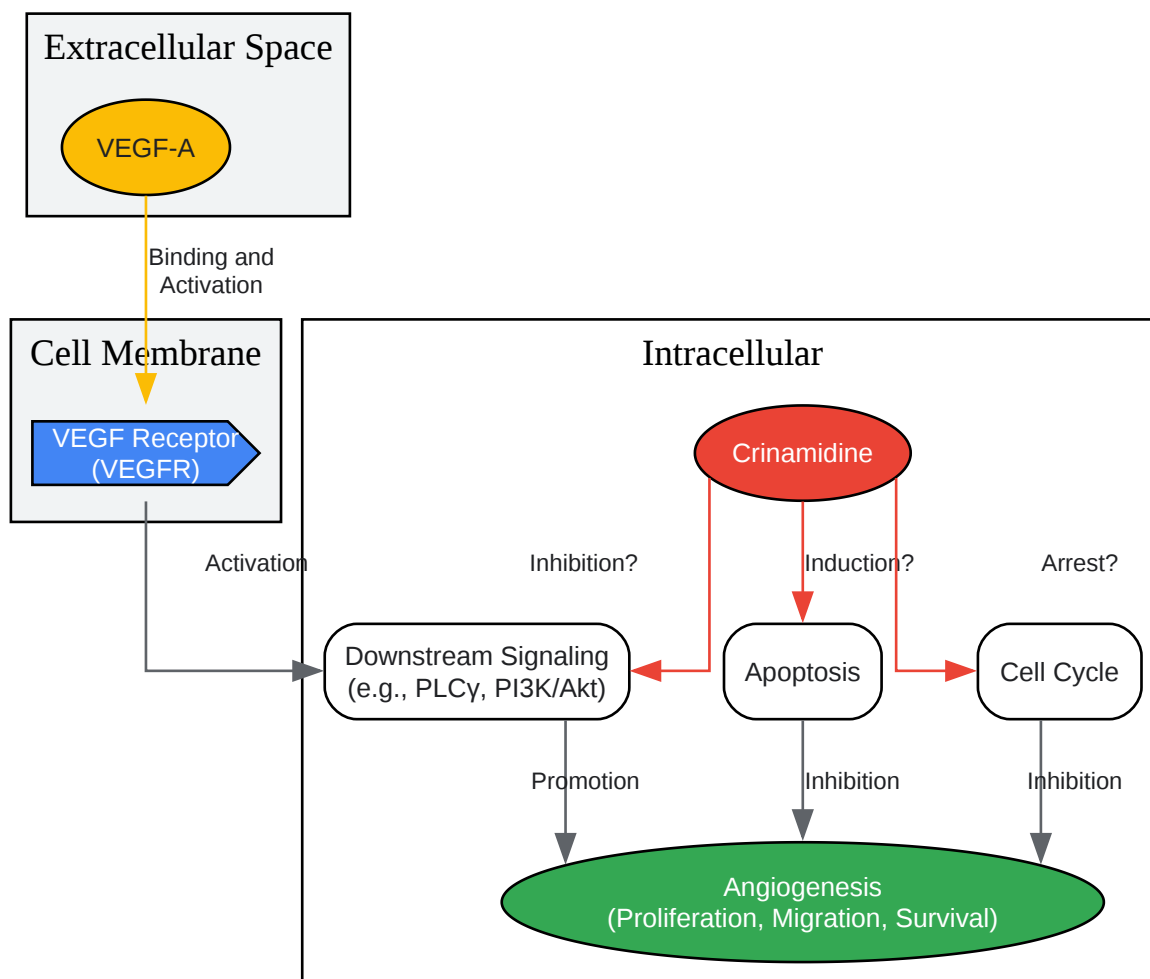 Extracellular Space
VEGF-A
Binding and
Activation
Cell Membrane
VEGF Receptor
(VEGFR)
Intracellular
Crinamidine
Activation
Inhibition?
Induction?
Arrest?
Downstream Signaling
(e.g., PLCγ, PI3K/Akt)
Apoptosis
Cell Cycle
Promotion
Inhibition
Inhibition
Angiogenesis
(Proliferation, Migration, Survival)